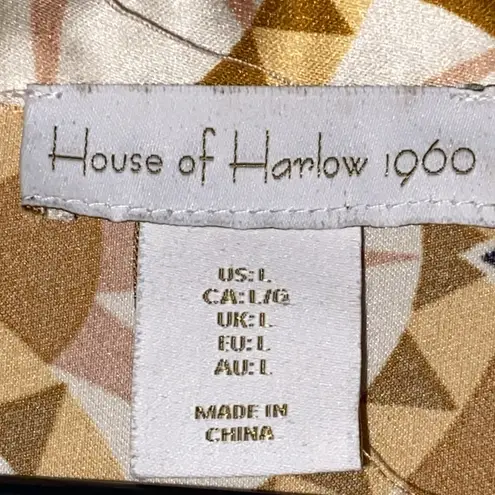 House of Harlow 1960
US: L
CA: L/G
UK: L
EU: L
AU: L
MADE IN
CHINA